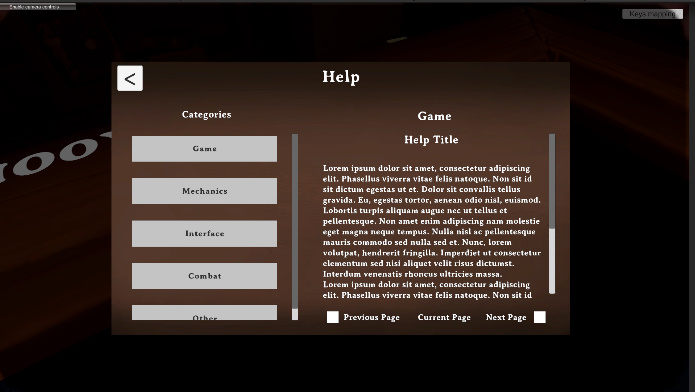 Enable camera controls
Keys mapping
<
Help
Categories
Game
Mechanics
Interface
Combat
Other
Game
Help Title
Lorem ipsum dolor sit amet, consectetur adipiscing
elit. Phasellus viverra vitae felis natoque. Non sit id
sit dictum egestas ut et. Dolor sit convallis tellus
gravida. Eu, egestas tortor, aenean odio nisl, euismod.
Lobortis turpis aliquam augue nec ut tellus et
pellentesque. Non amet enim adipiscing nam molestie
eget magna neque tempus. Nulla nisl ac pellentesque
mauris commodo sed nulla sed et. Nunc, lorem
volutpat, hendrerit fringilla. Imperdiet ut consectetur
elementum sed nisi aliquet velit risus dictumst.
Interdum venenatis rhoncus ultricies massa.
Lorem ipsum dolor sit amet, consectetur adipiscing
elit. Phasellus viverra vitae felis natoque. Non sit id
Previous Page
Current Page
Next Page